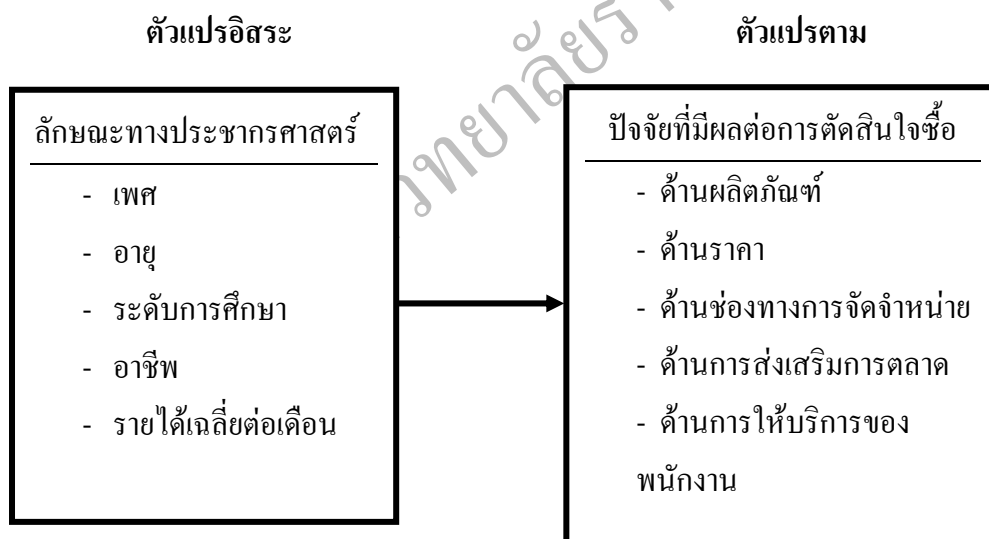 ตัวแปรอิสระ
ตัวแปรตาม
ลักษณะทางประชากรศาสตร์
- เพศ
- อายุ
- ระดับการศึกษา
- อาชีพ
- รายได้เฉลี่ยต่อเดือน
ปัจจัยที่มีผลต่อการตัดสินใจซื้อ
- ด้านผลิตภัณฑ์
- ด้านราคา
- ด้านช่องทางการจัดจำหน่าย
- ด้านการส่งเสริมการตลาด
- ด้านการให้บริการของ
พนักงาน